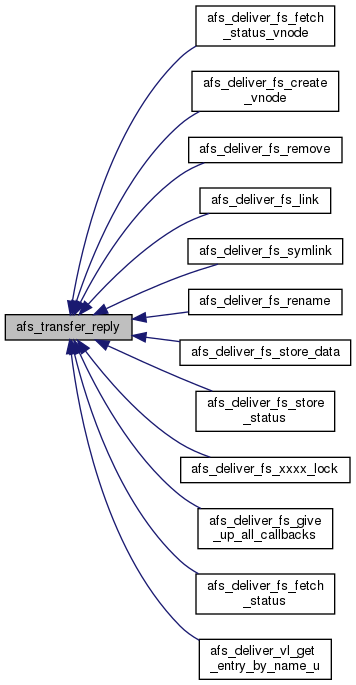 afs_deliver_fs_fetch
_status_vnode
afs_deliver_fs_create
_vnode
afs_deliver_fs_remove
afs_deliver_fs_link
afs_deliver_fs_symlink
afs_deliver_fs_rename
afs_transfer_reply
afs_deliver_fs_store_data
afs_deliver_fs_store
_status
afs_deliver_fs_xxxx_lock
afs_deliver_fs_give
_up_all_callbacks
afs_deliver_fs_fetch
_status
afs_deliver_vl_get
_entry_by_name_u